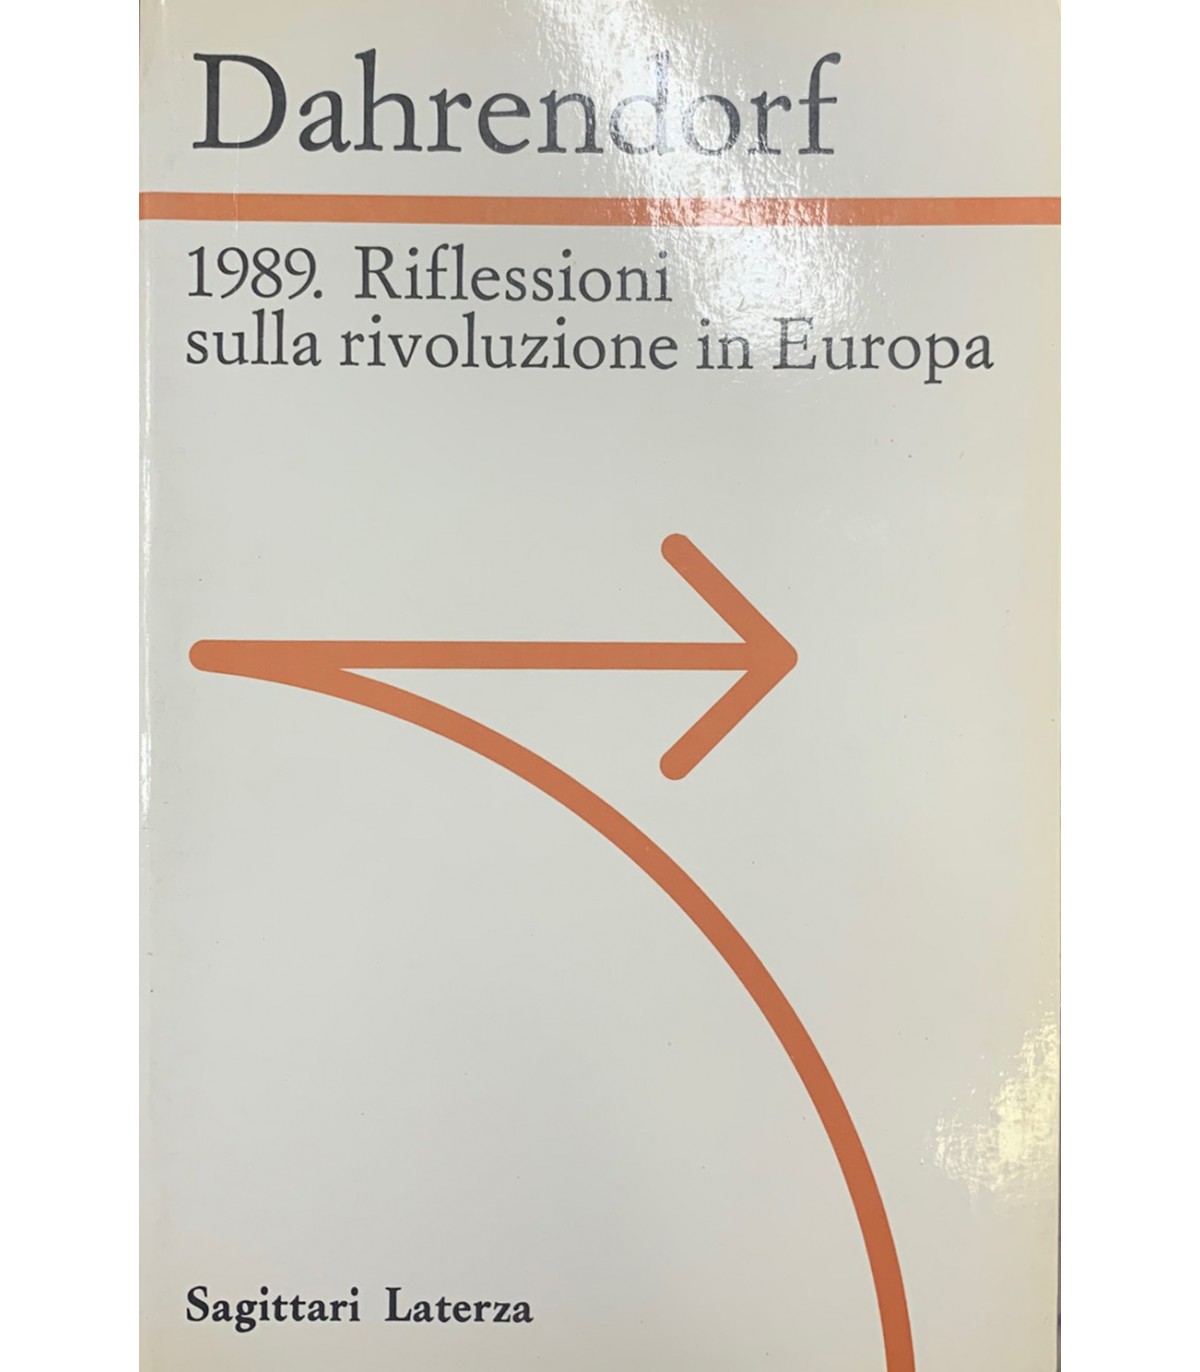 Dahrendorf
1989. Riflessioni
sulla rivoluzione in Europa
Sagittari Laterza